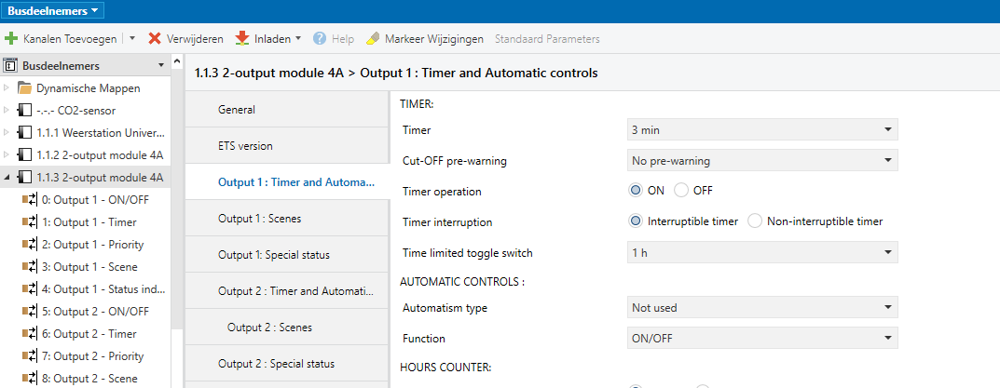 Busdeelnemers
Kanalen Toevoegen
Verwijderen
Inladen
Help
Markeer Wijzigingen
Standaard Parameters
Busdeelnemers
Dynamische Mappen
-.-.- CO2-sensor
1.1.1 Weerstation Univer...
1.1.2 2-output module 4A
1.1.3 2-output module 4A
0: Output 1 - ON/OFF
1: Output 1 - Timer
2: Output 1 - Priority
3: Output 1 - Scene
4: Output 1 - Status ind...
5: Output 2 - ON/OFF
6: Output 2 - Timer
7: Output 2 - Priority
8: Output 2 - Scene
1.1.3 2-output module 4A > Output 1 : Timer and Automatic controls
General
ETS version
Output 1 : Timer and Automa...
Output 1 : Scenes
Output 1: Special status
Output 2 : Timer and Automati...
Output 2 : Scenes
Output 2 : Special status
TIMER:
Timer 3 min
Cut-OFF pre-warning No pre-warning
Timer operation ON OFF
Timer interruption Interruptible timer Non-interruptible timer
Time limited toggle switch 1 h
AUTOMATIC CONTROLS :
Automatism type Not used
Function ON/OFF
HOURS COUNTER: